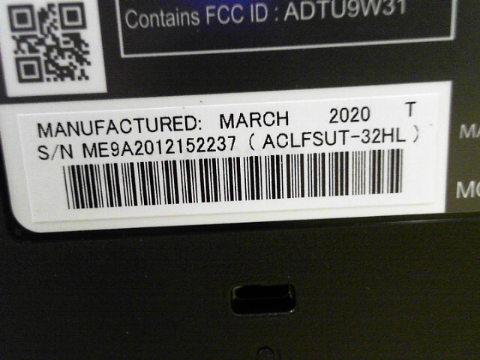 Contains FCC ID : ADTU9W31
MANUFACTURED: MARCH 2020 T
S/N ME9A2012152237 ( ACLFSUT-32HL )